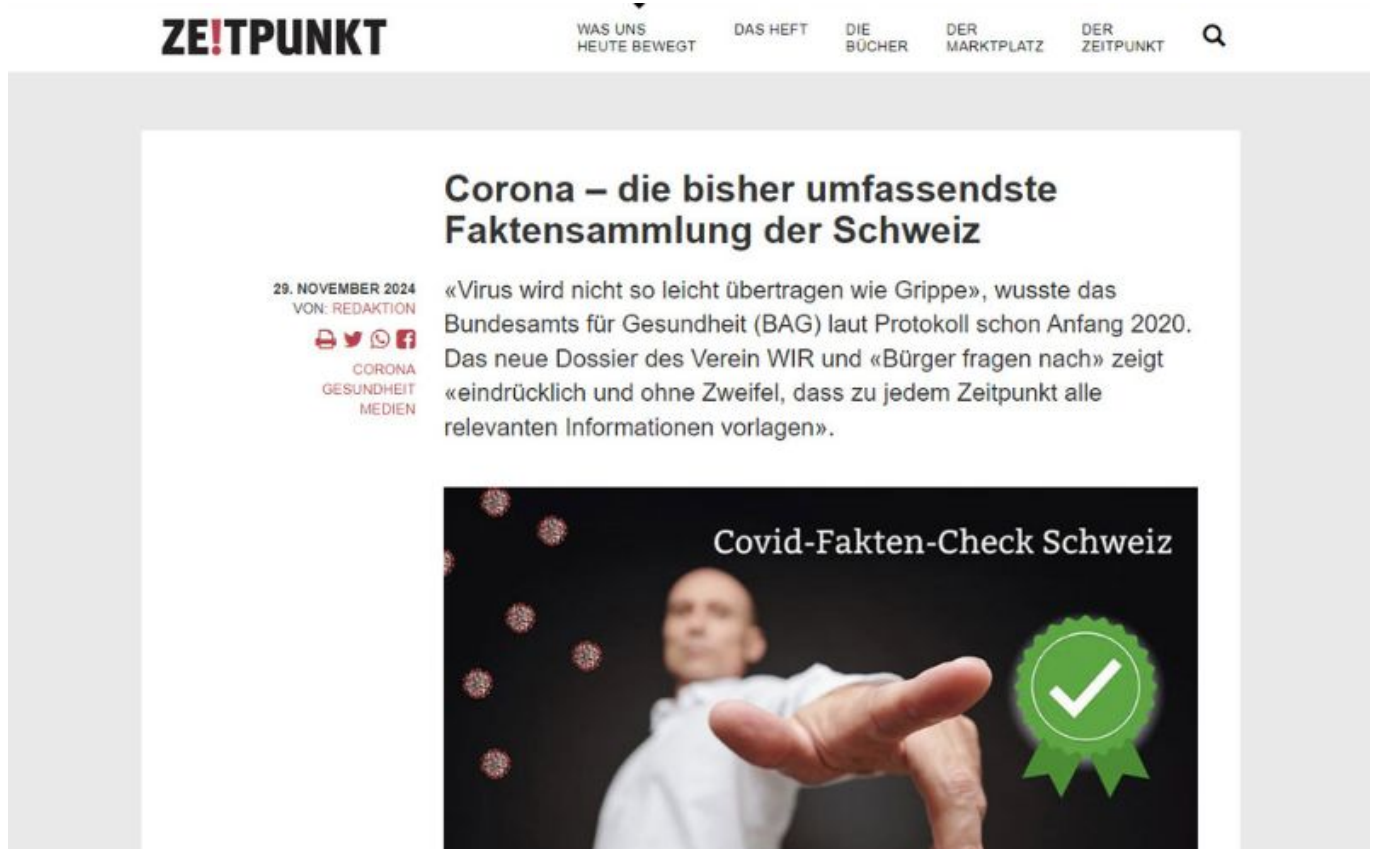 ZE!TPUNKT
WAS UNS
HEUTE BEWEGT
DAS HEFT
DIE
BÜCHER
DER
MARKTPLATZ
DER
ZEITPUNKT
Corona – die bisher umfassendste
Faktensammlung der Schweiz
29. NOVEMBER 2024
VON: REDAKTION
CORONA
GESUNDHEIT
MEDIEN
«Virus wird nicht so leicht übertragen wie Grippe», wusste das
Bundesamts für Gesundheit (BAG) laut Protokoll schon Anfang 2020.
Das neue Dossier des Verein WIR und «Bürger fragen nach» zeigt
«eindrücklich und ohne Zweifel, dass zu jedem Zeitpunkt alle
relevanten Informationen vorlagen».
Covid-Fakten-Check Schweiz